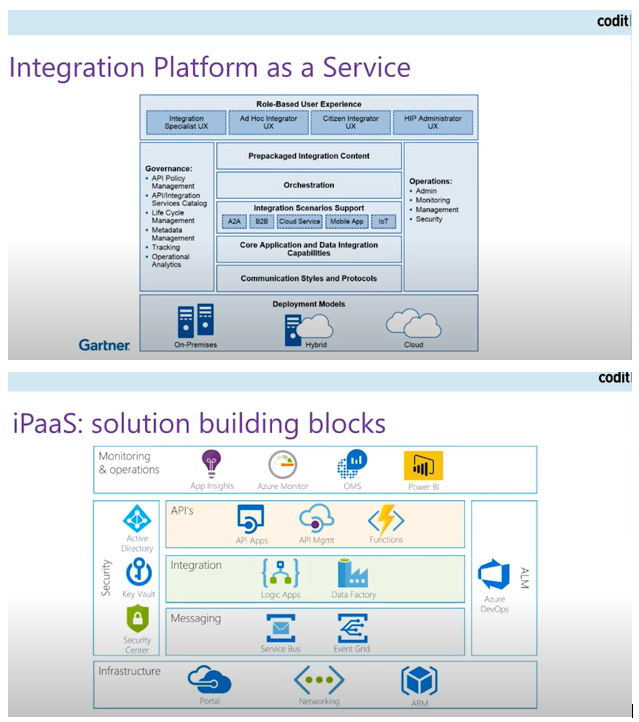 codit
Integration Platform as a Service
Role-Based User Experience
Integration
Specialist UX
Ad Hoc Integrator
UX
Citizen Integrator
UX
HIP Administrator
UX
Governance:
• API Policy
Management
• API/Integration
Services Catalog
• Life Cycle
Management
• Metadata
Management
• Tracking
• Operational
Analytics
Prepackaged Integration Content
Orchestration
Integration Scenarios Support
A2A
B2B
Cloud Service
Mobile App
IoT
Core Application and Data Integration
Capabilities
Communication Styles and Protocols
Operations:
• Admin
• Monitoring
• Management
• Security
Deployment Models
On-Premises
Hybrid
Cloud
Gartner
codit
iPaaS: solution building blocks
Monitoring
& operations
App Insights
Azure Monitor
OMS
Power Bi
Security
Active
Directory
Key Vault
Security
Center
API's
API Apps
API Mgmt
Functions
Integration
Logic Apps
Data Factory
Messaging
Service Bus
Event Grid
Azure
DevOps
ALM
Infrastructure
Portal
Networking
ARM